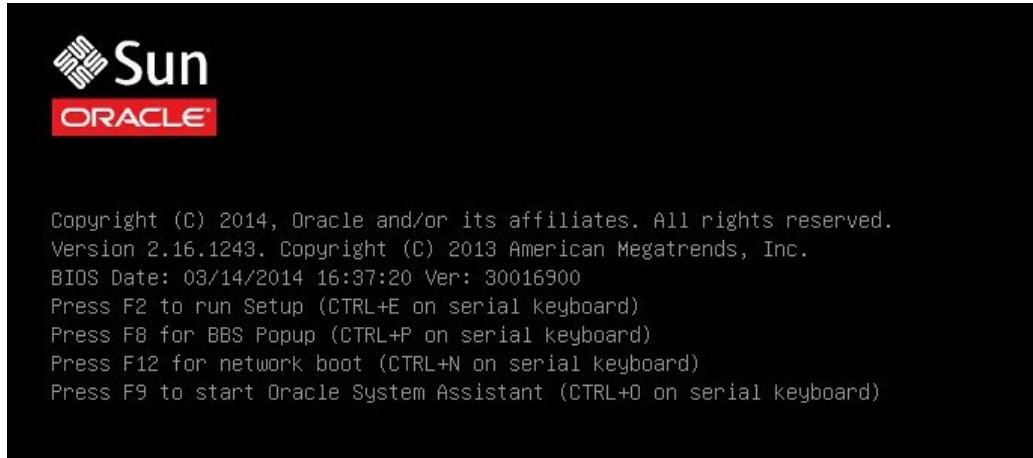 Sun
ORACLE
Copyright (C) 2014, Oracle and/or its affiliates. All rights reserved.
Version 2.16.1243. Copyright (C) 2013 American Megatrends, Inc.
BIOS Date: 03/14/2014 16:37:20 Ver: 30016900
Press F2 to run Setup (CTRL+E on serial keyboard)
Press F8 for BBS Popup (CTRL+P on serial keyboard)
Press F12 for network boot (CTRL+N on serial keyboard)
Press F9 to start Oracle System Assistant (CTRL+O on serial keyboard)